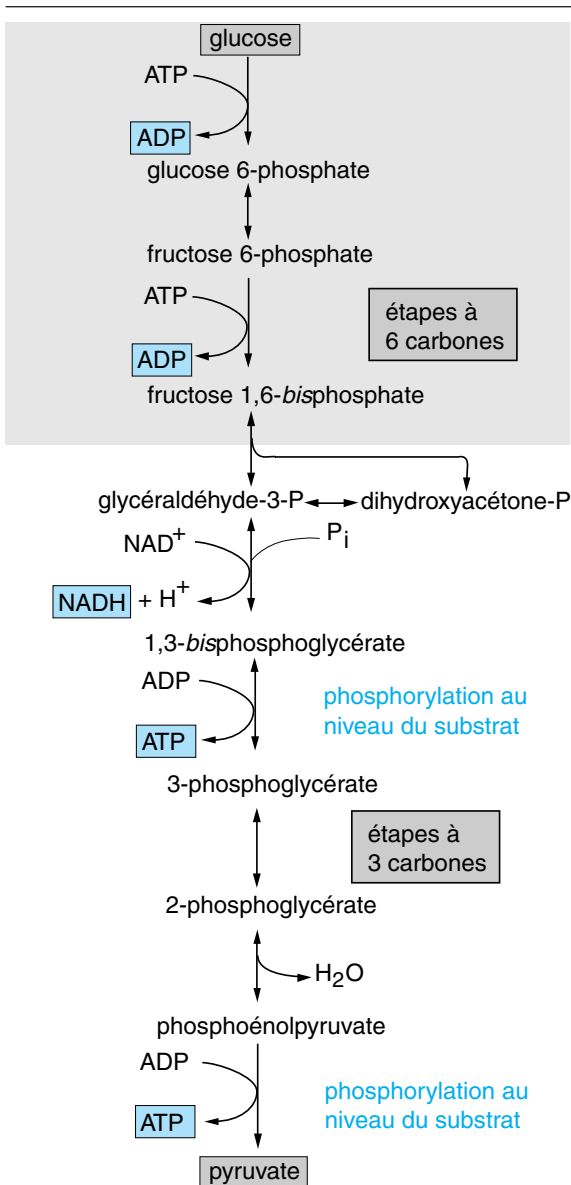 glucose
ATP
ADP
glucose 6-phosphate
fructose 6-phosphate
ATP
étapes à
6 carbones
ADP
fructose 1,6-bisphosphate
glycéraldéhyde-3-P
dihydroxyacétone-P
NAD+
Pi
NADH + H+
1,3-bisphosphoglycérate
ADP
phosphorylation au
niveau du substrat
ATP
3-phosphoglycérate
étapes à
3 carbones
2-phosphoglycérate
H2O
phosphoénolpyruvate
ADP
phosphorylation au
niveau du substrat
ATP
pyruvate